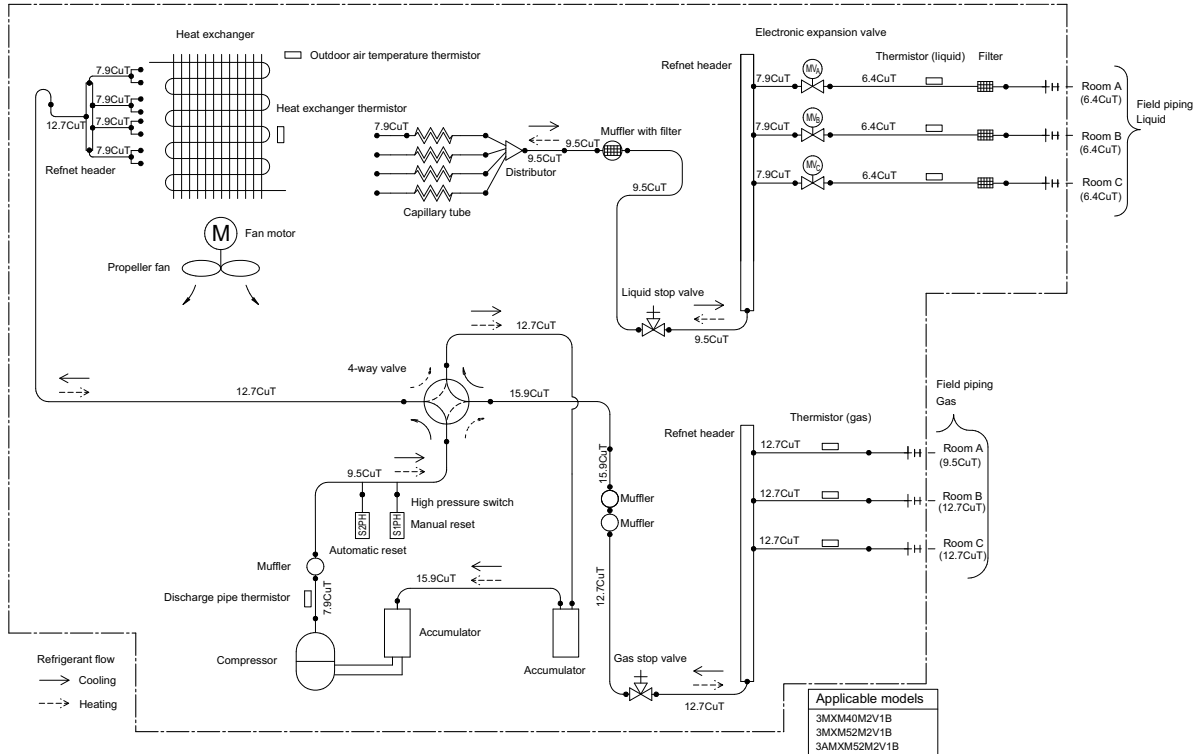 Heat exchanger
Outdoor air temperature thermistor
Heat exchanger thermistor
7.9CuT
7.9CuT
7.9CuT
7.9CuT
12.7CuT
Refnet header
M
Fan motor
Propeller fan
7.9CuT
Capillary tube
Distributor
9.5CuT
9.5CuT
Muffler with filter
9.5CuT
Liquid stop valve
9.5CuT
Electronic expansion valve
Refnet header
Thermistor (liquid)
Filter
7.9CuT
MVA
6.4CuT
Room A
(6.4CuT)
7.9CuT
MVB
6.4CuT
Room B
(6.4CuT)
7.9CuT
MVC
6.4CuT
Room C
(6.4CuT)
Field piping
Liquid
12.7CuT
4-way valve
12.7CuT
15.9CuT
15.9CuT
Muffler
Muffler
12.7CuT
9.5CuT
High pressure switch
S2PH
S1PH
Manual reset
Automatic reset
Muffler
7.9CuT
Discharge pipe thermistor
Compressor
15.9CuT
Accumulator
Accumulator
Gas stop valve
12.7CuT
Refnet header
Thermistor (gas)
Field piping
Gas
12.7CuT
Room A
(9.5CuT)
12.7CuT
Room B
(12.7CuT)
12.7CuT
Room C
(12.7CuT)
Refrigerant flow
Cooling
Heating
Applicable models
3MXM40M2V1B
3MXM52M2V1B
3AMXM52M2V1B